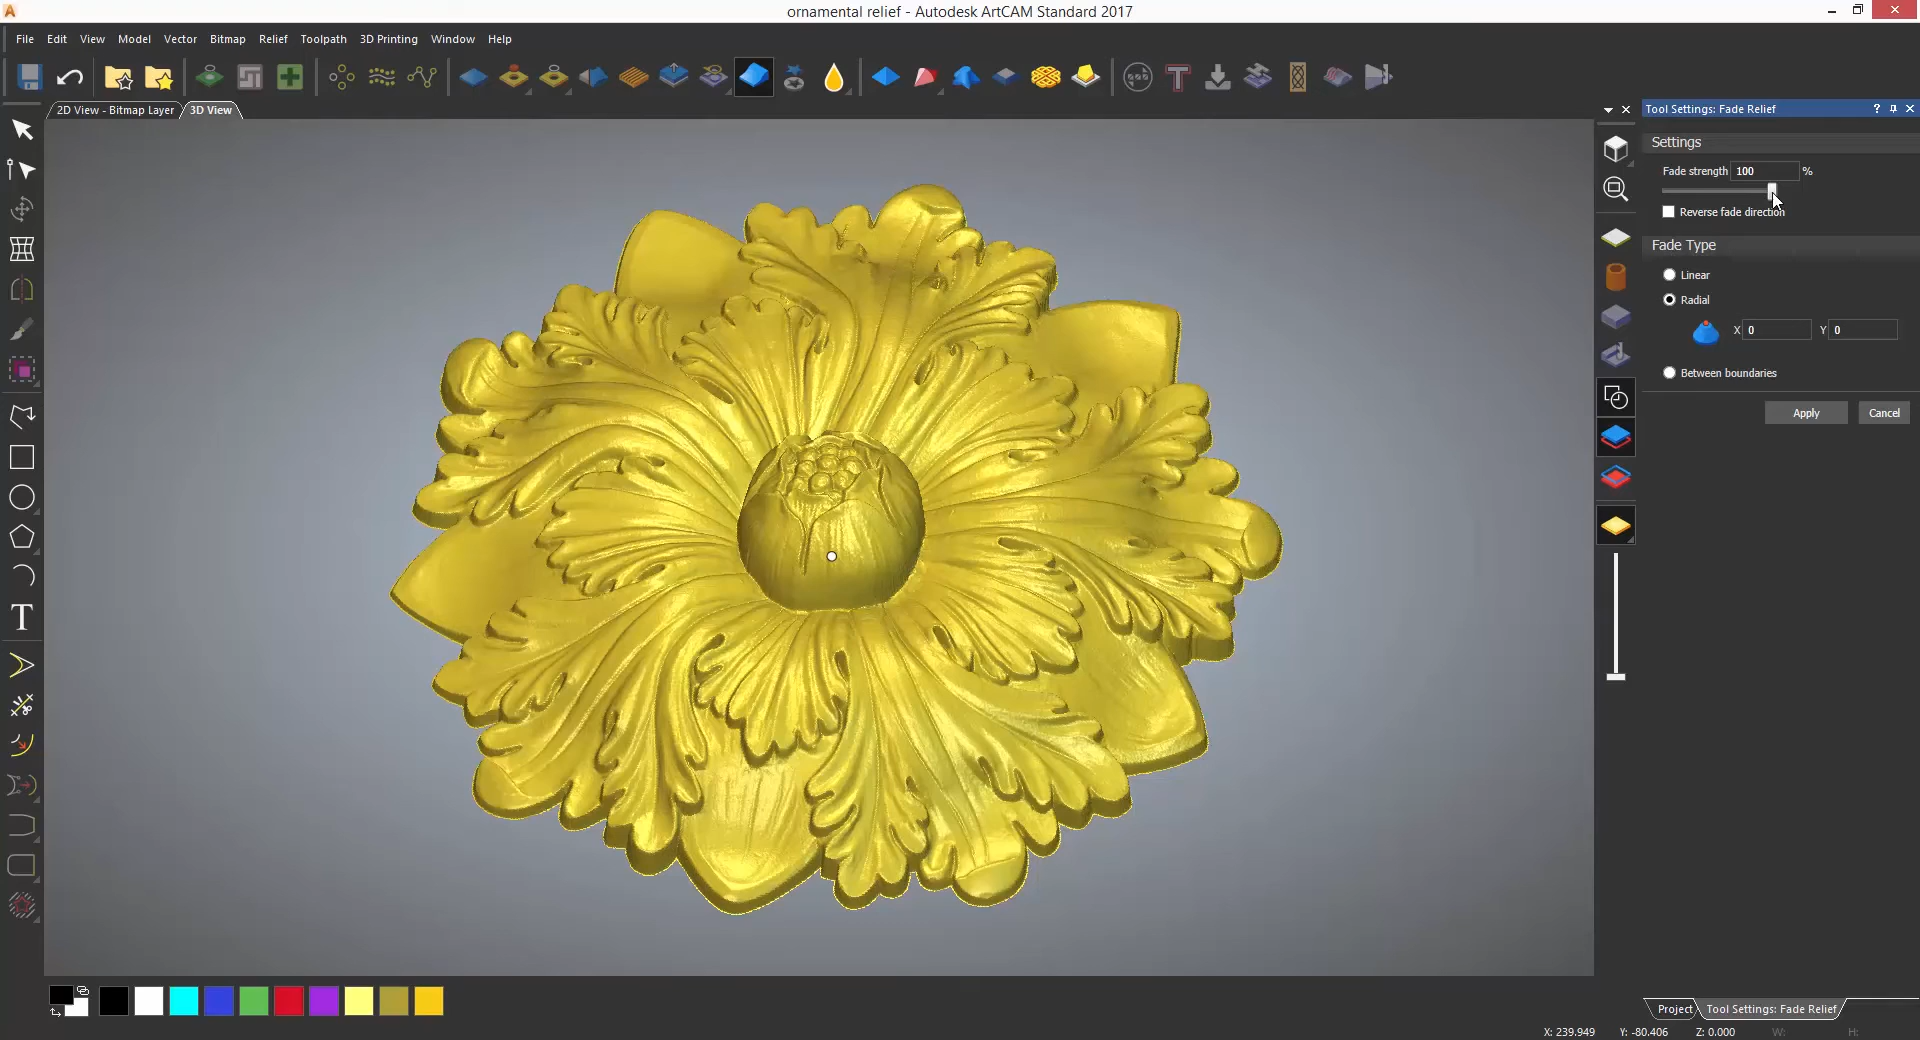 ornamental relief - Autodesk ArtCAM Standard 2017
File Edit View Model Vector Bitmap Relief Toolpath 3D Printing Window Help
2D View - Bitmap Layer 3D View
Tool Settings: Fade Relief
Settings
Fade strength 100 %
Reverse fade direction
Fade Type
Linear
Radial
X 0 Y 0
Between boundaries
Apply Cancel
T
Project Tool Settings: Fade Relief
X: 239.949 Y: -80.406 Z: 0.000 W: H: